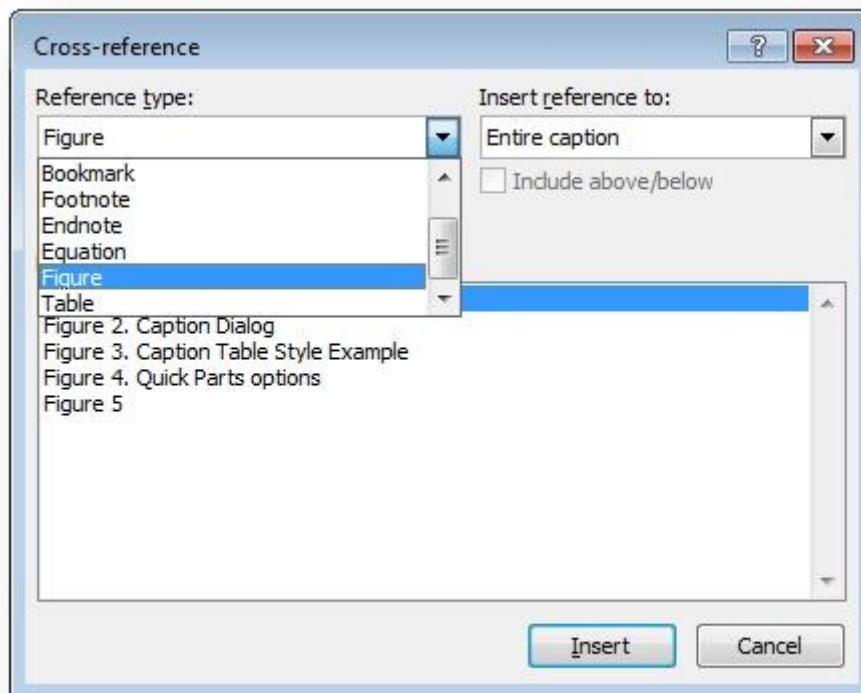 Cross-reference
Reference type:
Insert reference to:
Figure
Entire caption
Bookmark
Include above/below
Footnote
Endnote
Equation
Figure
Table
Figure 2. Caption Dialog
Figure 3. Caption Table Style Example
Figure 4. Quick Parts options
Figure 5
Insert
Cancel